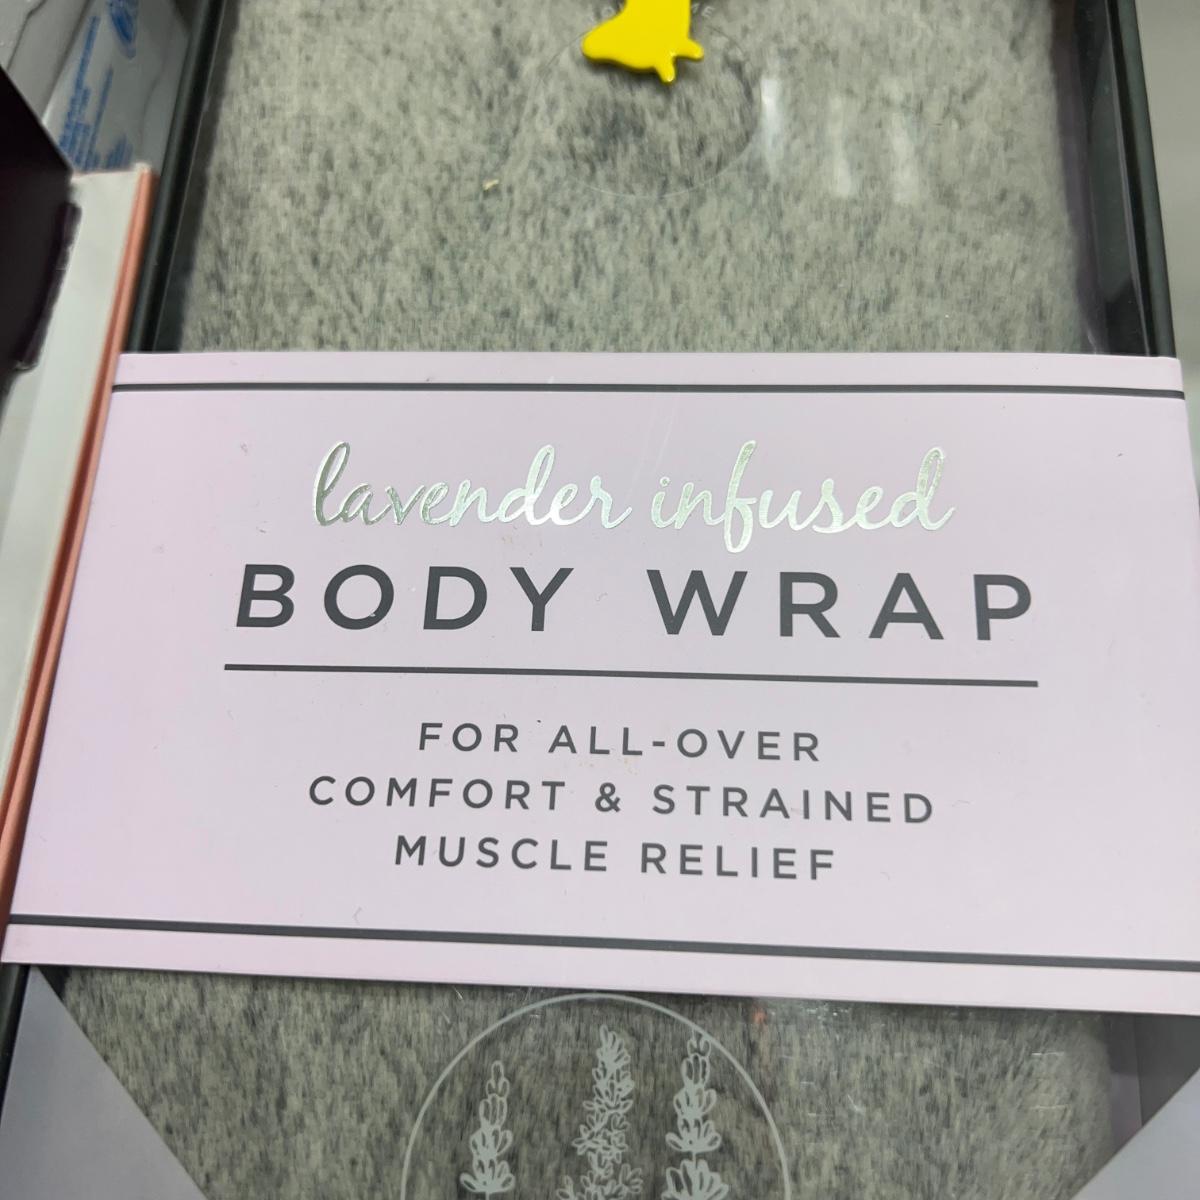 lavender infused
BODY WRAP
FOR ALL-OVER
COMFORT & STRAINED
MUSCLE RELIEF